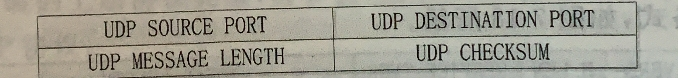 UDP SOURCE PORT UDP DESTINATION PORT
UDP MESSAGE LENGTH UDP CHECKSUM